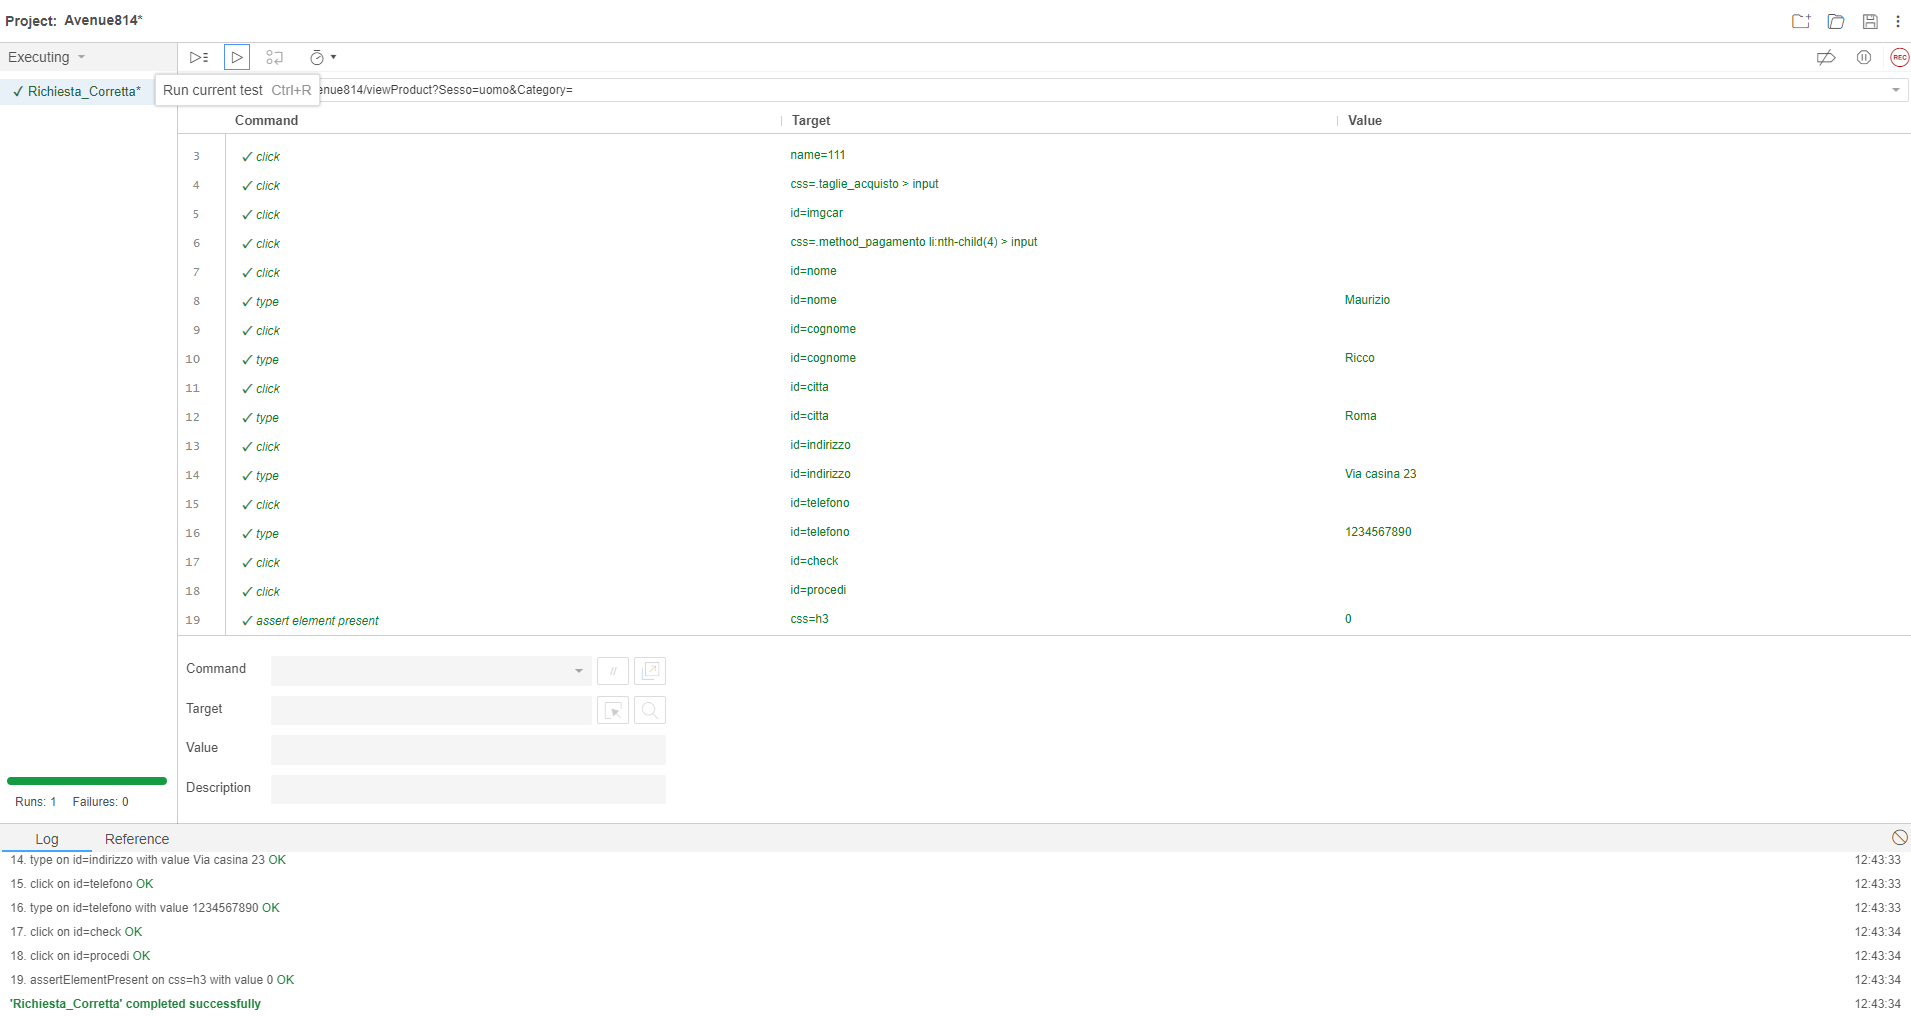 Project: Avenue814*
Executing
REC
✓ Richiesta_Corretta*
Run current test Ctrl+R
enue814/viewProduct?Sesso=uomo&Category=
Command Target Value
3 ✓ click name=111
4 ✓ click css=.taglie_acquisto > input
5 ✓ click id=imgcar
6 ✓ click css=.method_pagamento li:nth-child(4) > input
7 ✓ click id=nome
8 ✓ type id=nome Maurizio
9 ✓ click id=cognome
10 ✓ type id=cognome Ricco
11 ✓ click id=citta
12 ✓ type id=citta Roma
13 ✓ click id=indirizzo
14 ✓ type id=indirizzo Via casina 23
15 ✓ click id=telefono
16 ✓ type id=telefono 1234567890
17 ✓ click id=check
18 ✓ click id=procedi
19 ✓ assert element present css=h3 0
Command //
Target
Value
Description
Runs: 1 Failures: 0
Log Reference
14. type on id=indirizzo with value Via casina 23 OK 12:43:33
15. click on id=telefono OK 12:43:33
16. type on id=telefono with value 1234567890 OK 12:43:33
17. click on id=check OK 12:43:34
18. click on id=procedi OK 12:43:34
19. assertElementPresent on css=h3 with value 0 OK 12:43:34
'Richiesta_Corretta' completed successfully 12:43:34